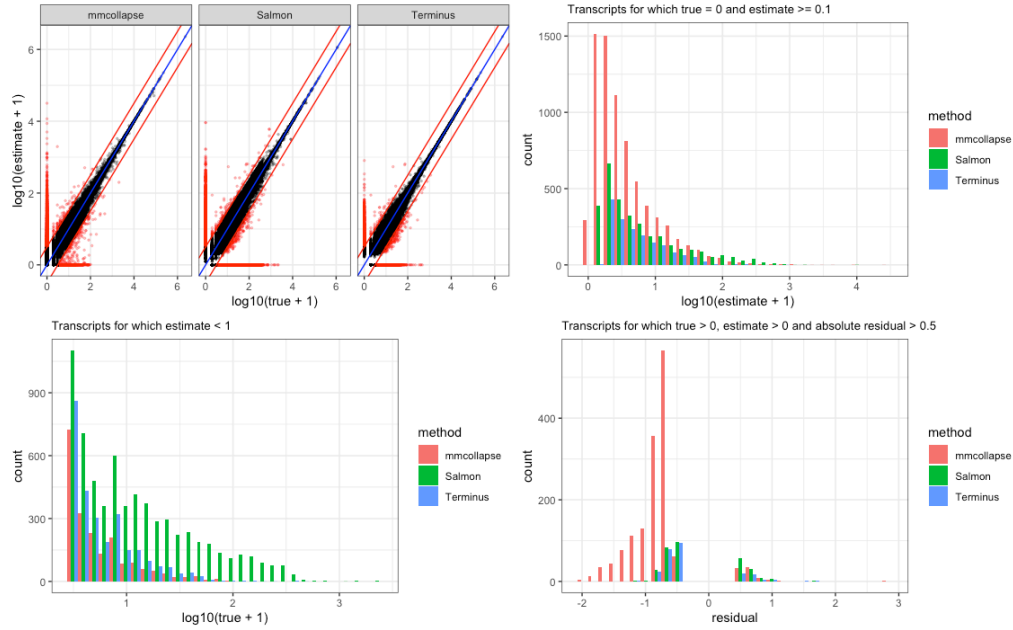 mmcollapse
Salmon
Terminus
log10(estimate + 1)
6
4
2
0
0 2 4 6 0 2 4 6 0 2 4 6
log10(true + 1)
Transcripts for which true = 0 and estimate >= 0.1
count
1500
1000
500
0
0 1 2 3 4
log10(estimate + 1)
method
mmcollapse
Salmon
Terminus
Transcripts for which estimate < 1
count
900
600
300
0
1 2 3
log10(true + 1)
method
mmcollapse
Salmon
Terminus
Transcripts for which true > 0, estimate > 0 and absolute residual > 0.5
count
400
200
0
-2 -1 0 1 2 3
residual
method
mmcollapse
Salmon
Terminus